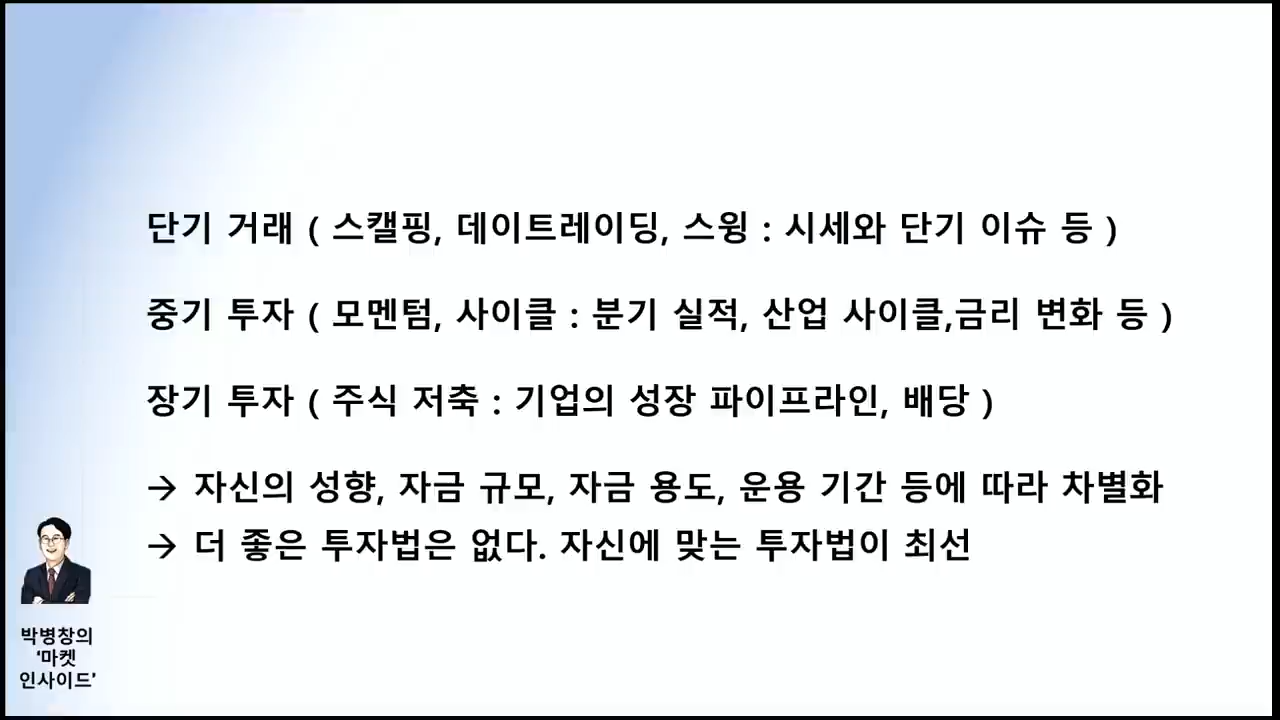 단기 거래 ( 스캘핑, 데이트레이딩, 스윙 : 시세와 단기 이슈 등 )
중기 투자 ( 모멘텀, 사이클 : 분기 실적, 산업 사이클,금리 변화 등 )
장기 투자 ( 주식 저축 : 기업의 성장 파이프라인, 배당 )
→ 자신의 성향, 자금 규모, 자금 용도, 운용 기간 등에 따라 차별화
→ 더 좋은 투자법은 없다. 자신에 맞는 투자법이 최선
박병창의
‘마켓
인사이드’